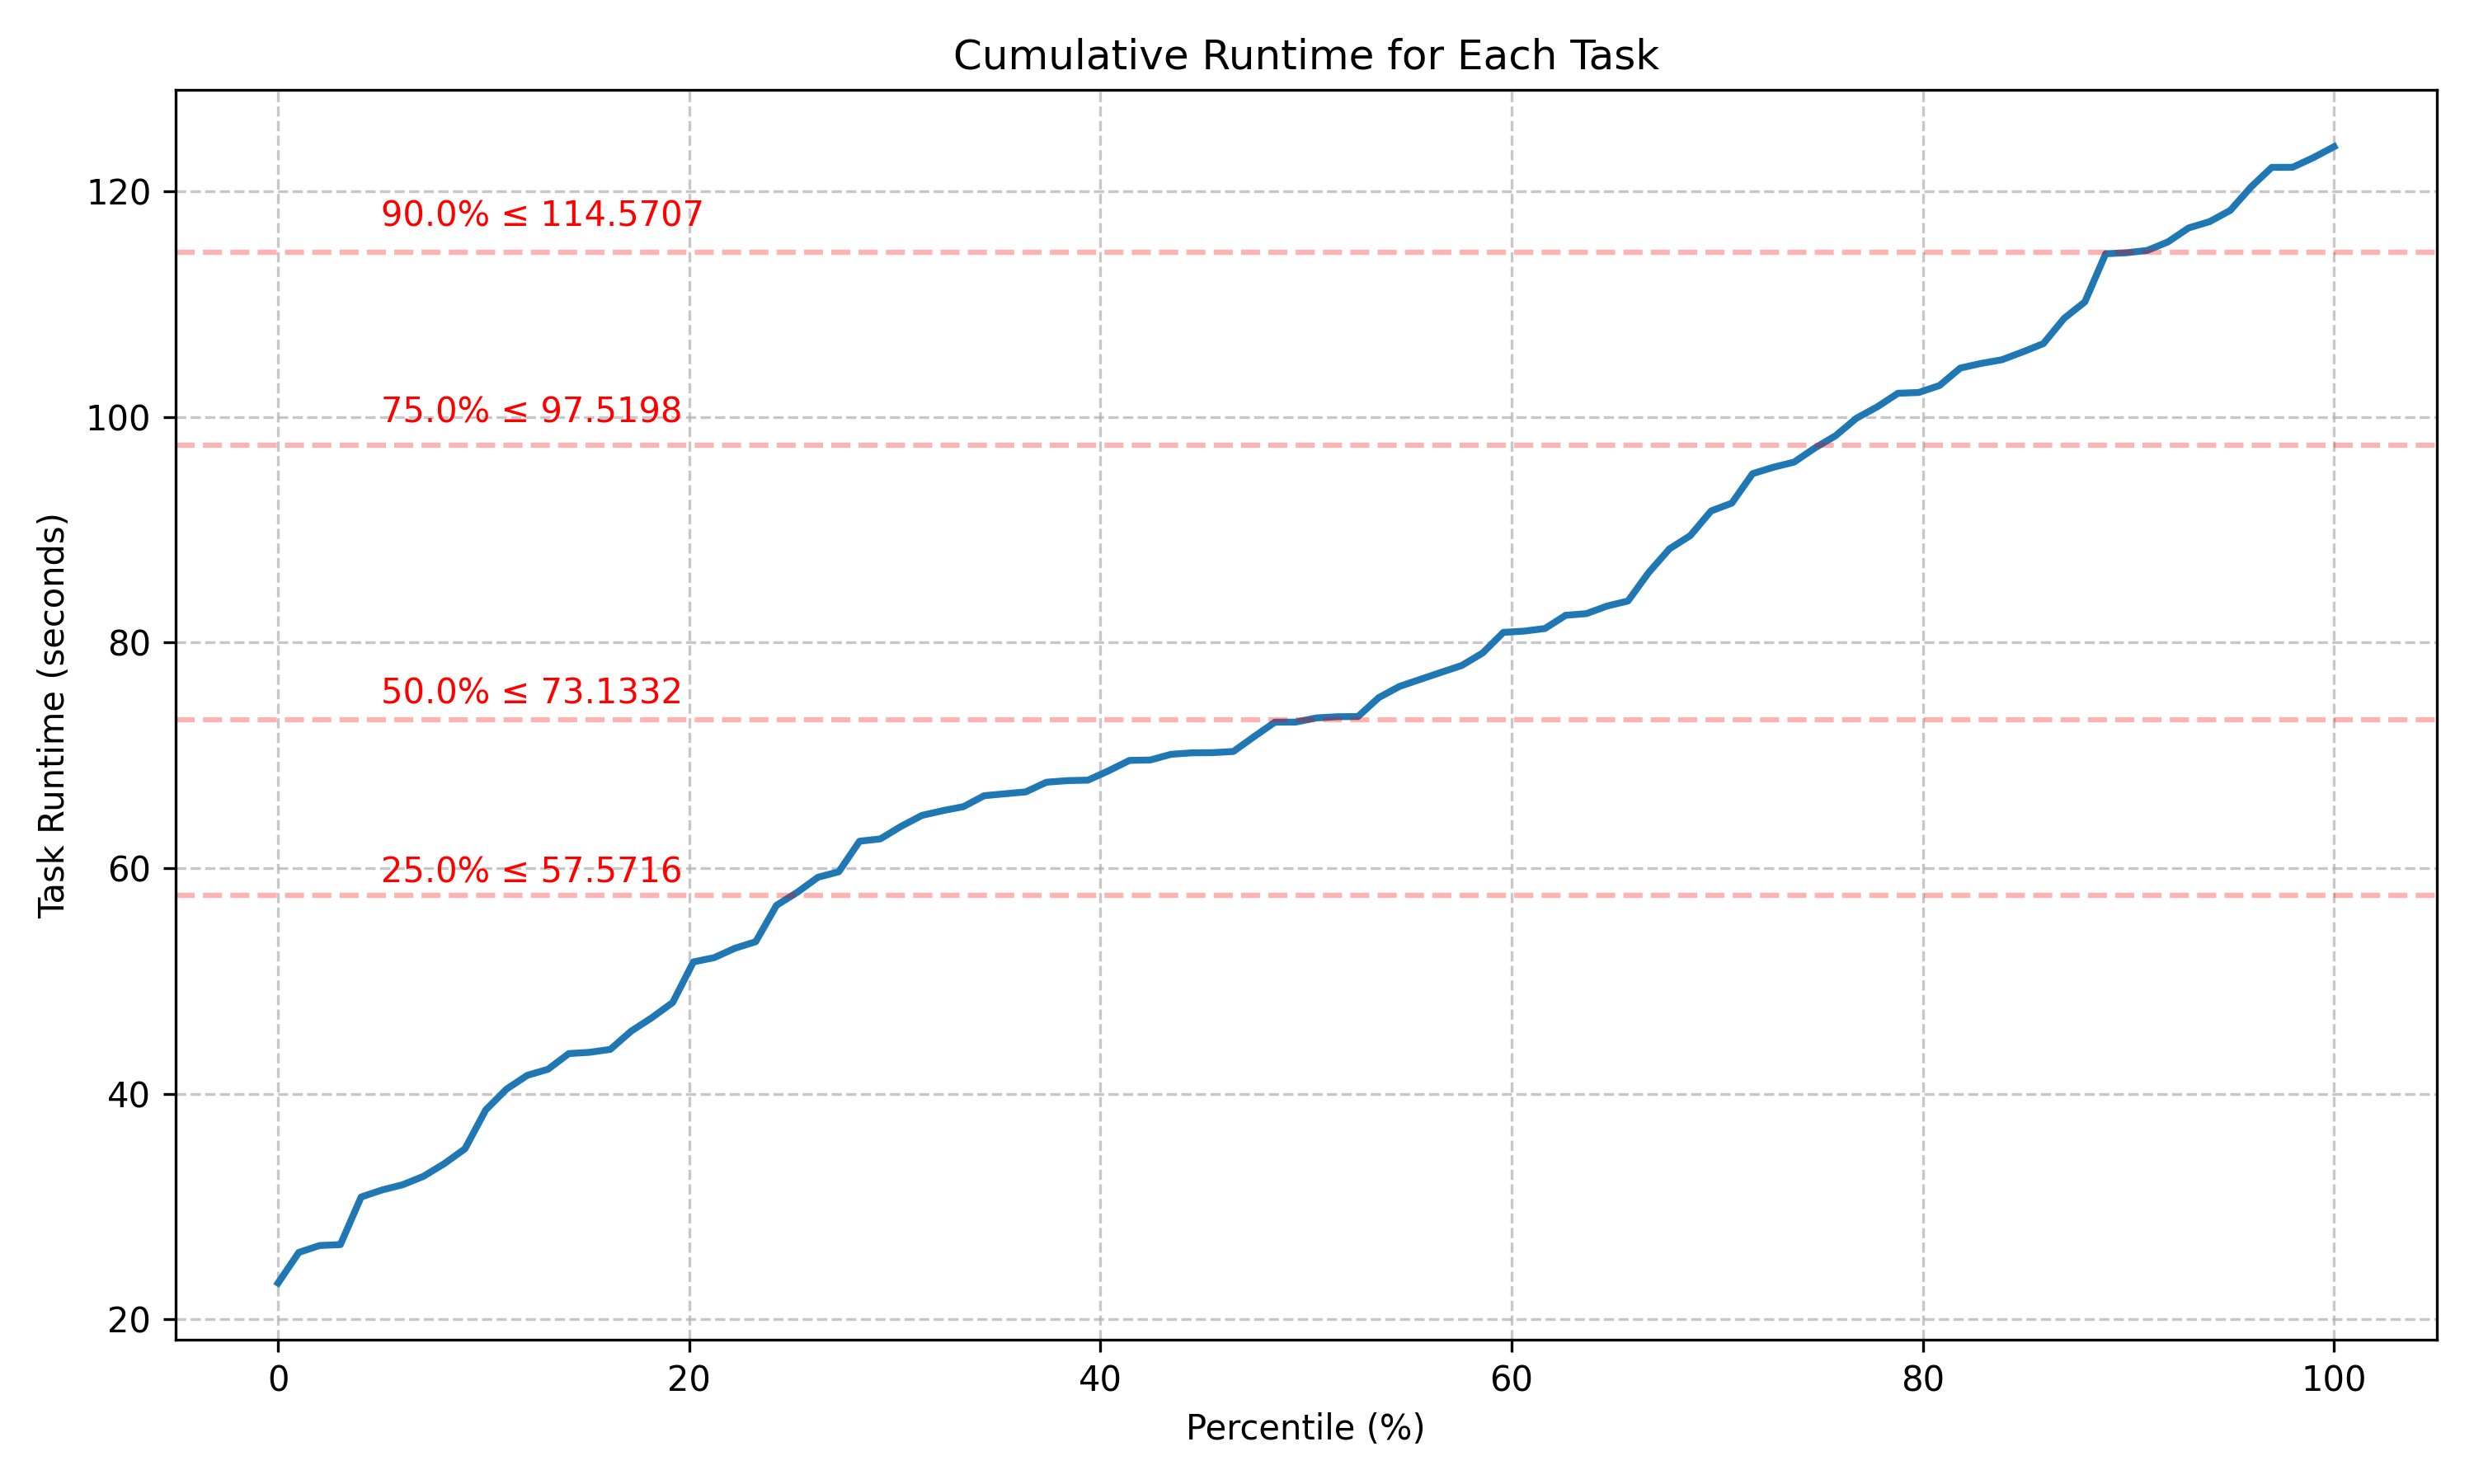 Cumulative Runtime for Each Task
Task Runtime (seconds)
120
100
80
60
40
20
90.0% ≤ 114.5707
75.0% ≤ 97.5198
50.0% ≤ 73.1332
25.0% ≤ 57.5716
0 20 40 60 80 100
Percentile (%)